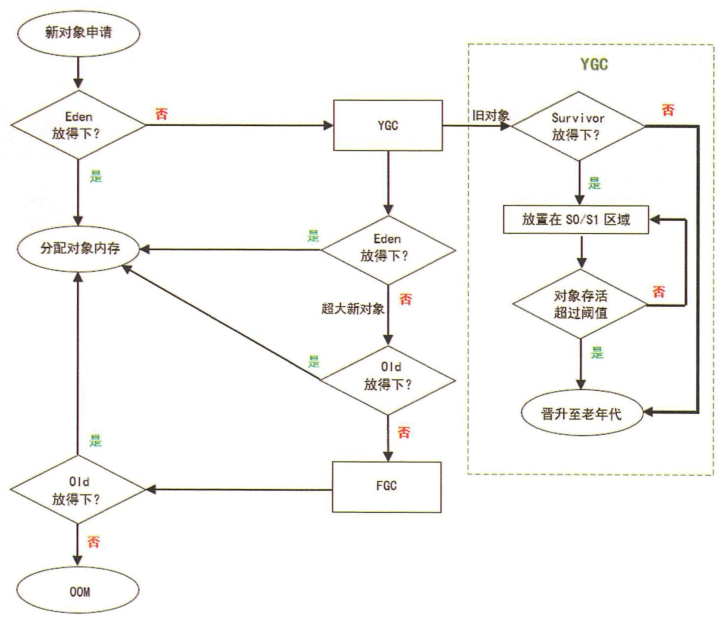 新对象申请
YGC
Eden
放得下?
否
YGC
旧对象
Survivor
放得下?
否
是
是
放置在 S0/S1 区域
分配对象内存
是
Eden
放得下?
超大新对象
否
对象存活
超过阈值
否
是
Old
放得下?
是
晋升至老年代
否
是
Old
放得下?
FGC
否
OOM